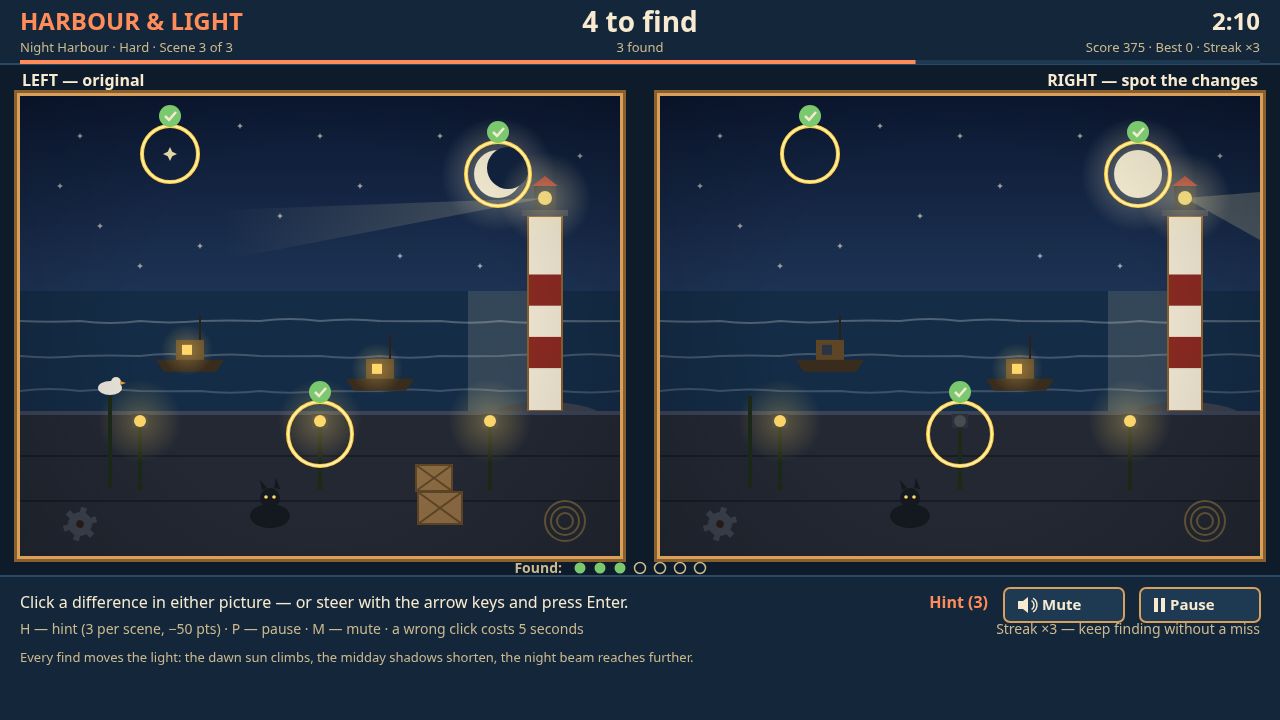 HARBOUR & LIGHT
4 to find
2:10
Night Harbour · Hard · Scene 3 of 3
3 found
Score 375 · Best 0 · Streak ×3
LEFT — original
RIGHT — spot the changes
Found:
Click a difference in either picture — or steer with the arrow keys and press Enter.
Hint (3)
Mute
Pause
H — hint (3 per scene, −50 pts) · P — pause · M — mute · a wrong click costs 5 seconds
Streak ×3 — keep finding without a miss
Every find moves the light: the dawn sun climbs, the midday shadows shorten, the night beam reaches further.